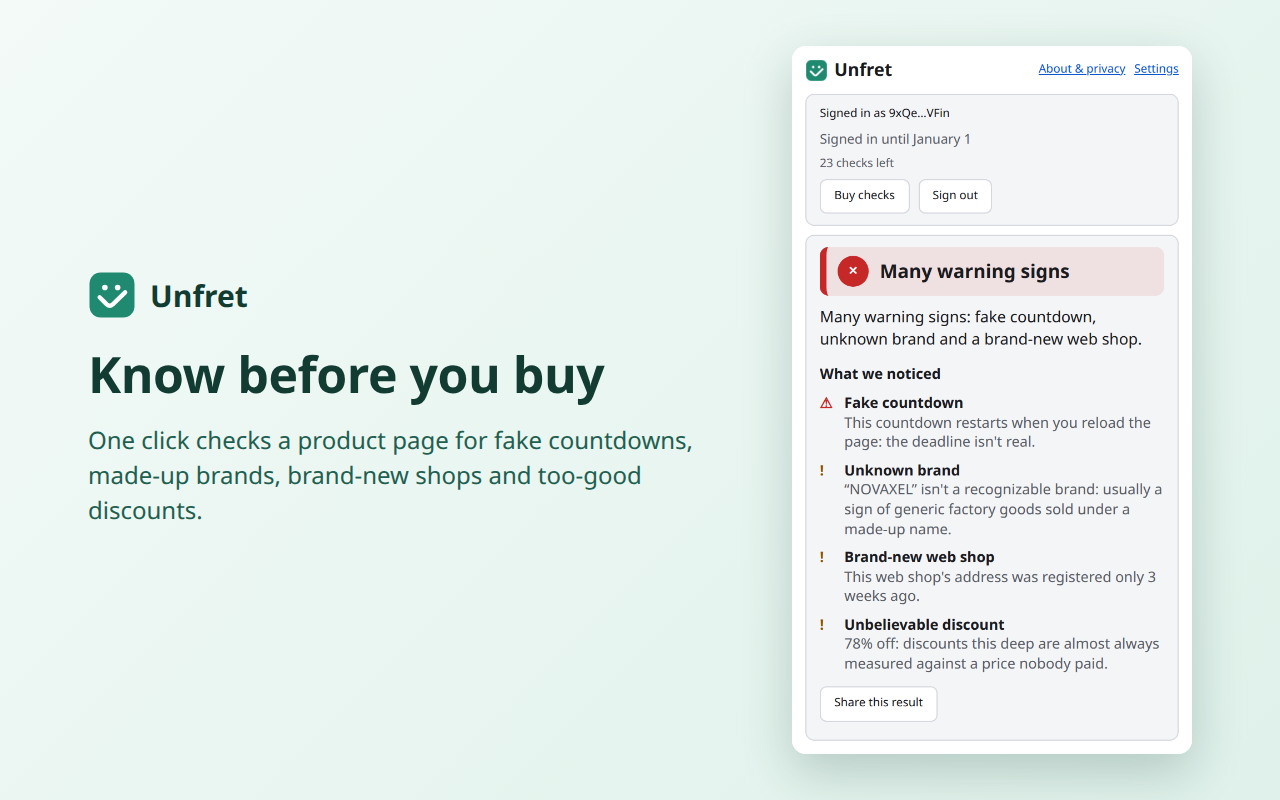 Unfret
Know before you buy
One click checks a product page for fake countdowns,
made-up brands, brand-new shops and too-good
discounts.
Unfret
About & privacy Settings
Signed in as 9xQe…VFin
Signed in until January 1
23 checks left
Buy checks Sign out
Many warning signs
Many warning signs: fake countdown,
unknown brand and a brand-new web shop.
What we noticed
Fake countdown
This countdown restarts when you reload the
page: the deadline isn't real.
! Unknown brand
“NOVAXEL” isn't a recognizable brand: usually a
sign of generic factory goods sold under a
made-up name.
! Brand-new web shop
This web shop's address was registered only 3
weeks ago.
! Unbelievable discount
78% off: discounts this deep are almost always
measured against a price nobody paid.
Share this result